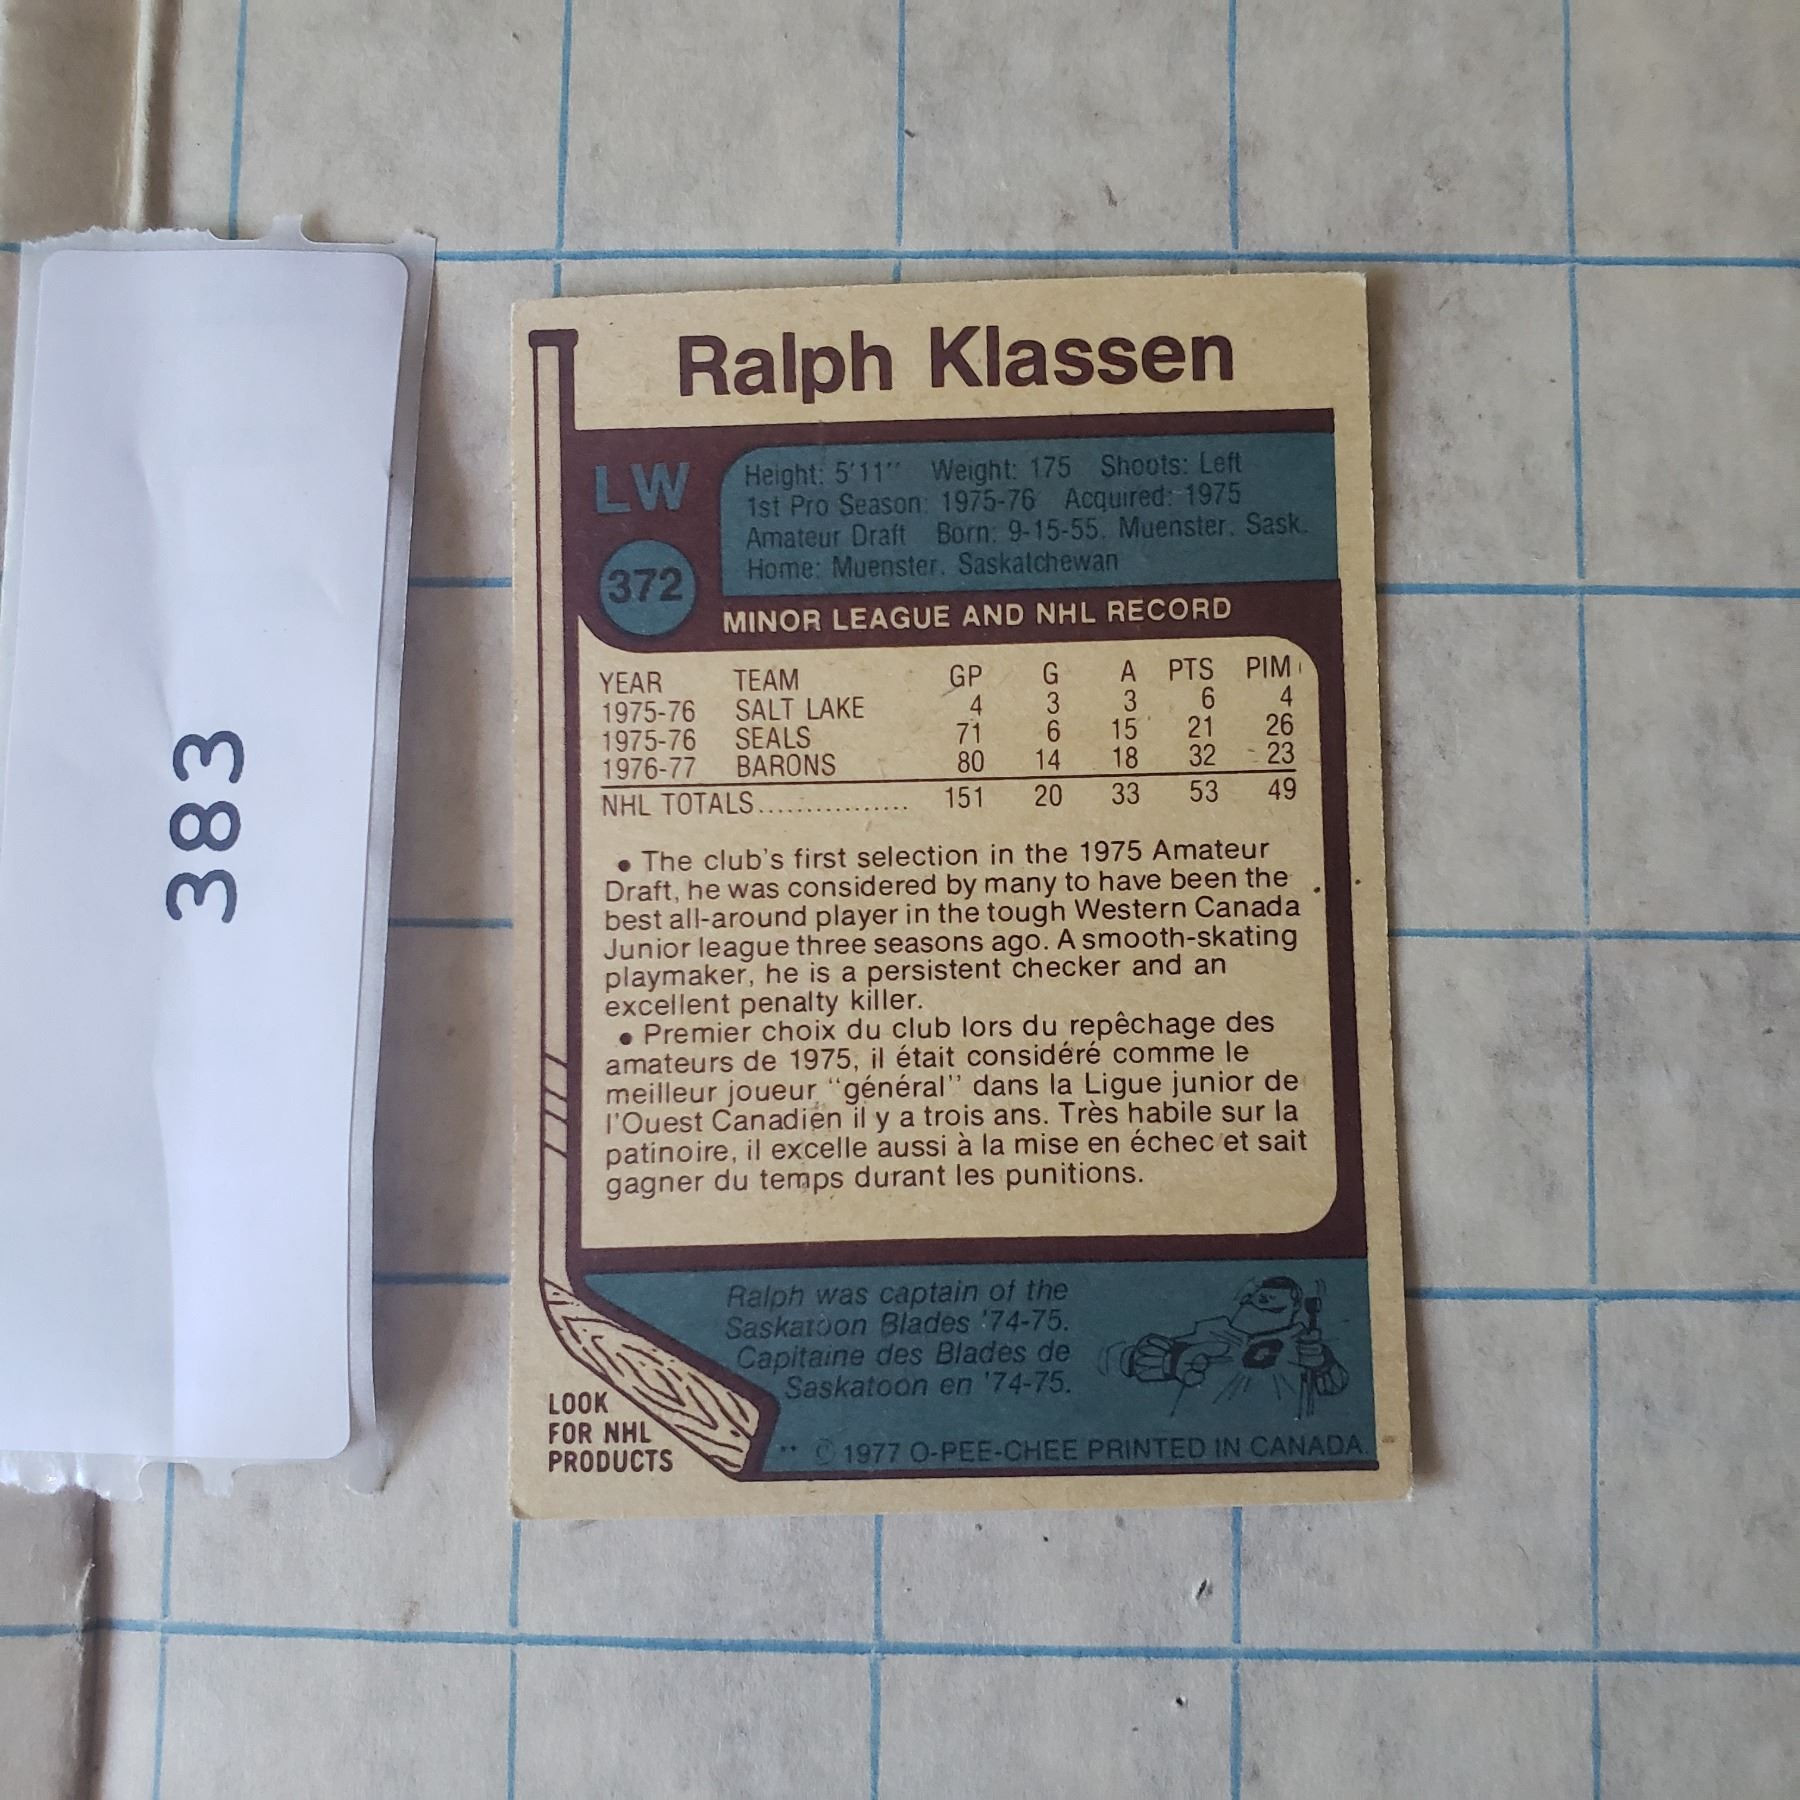 383
Ralph Klassen
LW
372
Height: 5'11" Weight: 175 Shoots: Left
1st Pro Season: 1975-76 Acquired: 1975
Amateur Draft Born: 9-15-55, Muenster, Sask.
Home: Muenster, Saskatchewan
MINOR LEAGUE AND NHL RECORD
YEAR TEAM GP G A PTS PIM
1975-76 SALT LAKE 4 3 3 6 4
1975-76 SEALS 71 6 15 21 26
1976-77 BARONS 80 14 18 32 23
NHL TOTALS................. 151 20 33 53 49
• The club's first selection in the 1975 Amateur
Draft, he was considered by many to have been the
best all-around player in the tough Western Canada
Junior league three seasons ago. A smooth-skating
playmaker, he is a persistent checker and an
excellent penalty killer.
• Premier choix du club lors du repêchage des
amateurs de 1975, il était considéré comme le
meilleur joueur "général" dans la Ligue junior de
l'Ouest Canadien il y a trois ans. Très habile sur la
patinoire, il excelle aussi à la mise en échec et sait
gagner du temps durant les punitions.
Ralph was captain of the
Saskatoon Blades '74-75.
Capitaine des Blades de
Saskatoon en '74-75.
C
LOOK
FOR NHL
PRODUCTS
** © 1977 O-PEE-CHEE PRINTED IN CANADA.